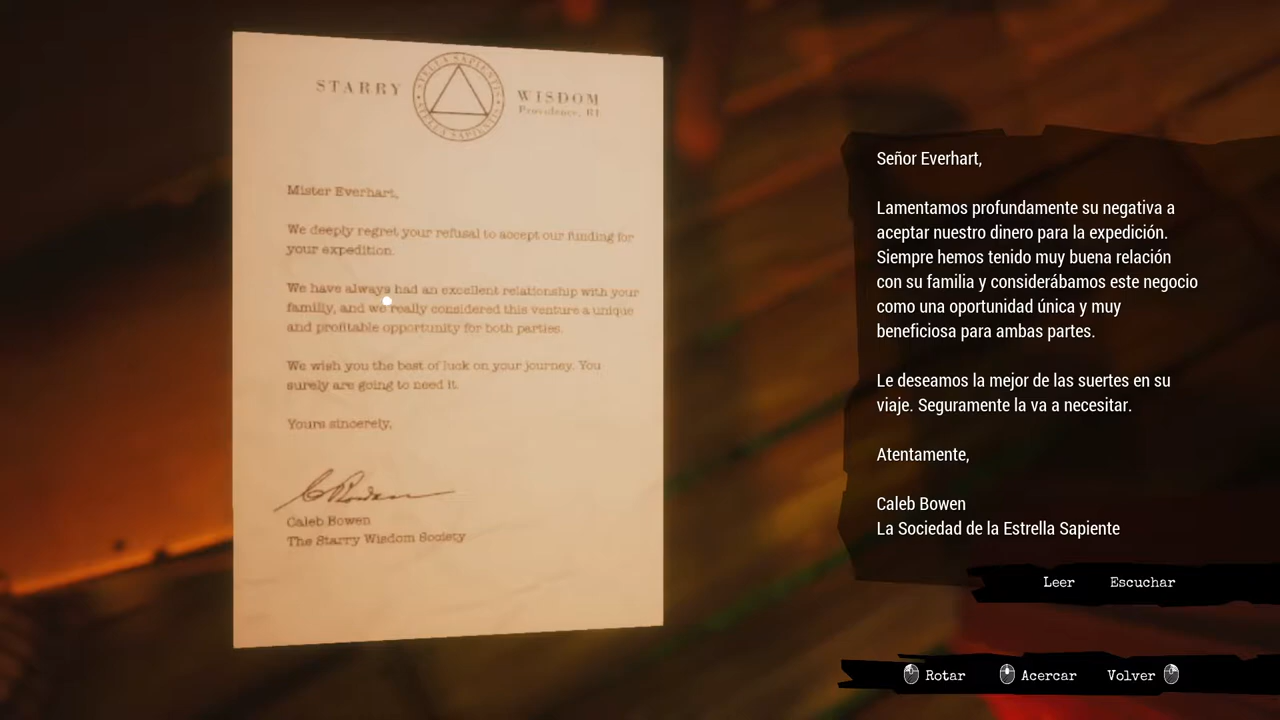 STARRY
STELLA SAPIENTIS
STELLA SAPIENTIS
WISDOM
Providence, RI
Mister Everhart,
We deeply regret your refusal to accept our funding for
your expedition.
We have always had an excellent relationship with your
family, and we really considered this venture a unique
and profitable opportunity for both parties.
We wish you the best of luck on your journey. You
surely are going to need it.
Yours sincerely,
Caleb Bowen
The Starry Wisdom Society
Señor Everhart,
Lamentamos profundamente su negativa a
aceptar nuestro dinero para la expedición.
Siempre hemos tenido muy buena relación
con su familia y considerábamos este negocio
como una oportunidad única y muy
beneficiosa para ambas partes.
Le deseamos la mejor de las suertes en su
viaje. Seguramente la va a necesitar.
Atentamente,
Caleb Bowen
La Sociedad de la Estrella Sapiente
Leer Escuchar
Rotar Acercar Volver